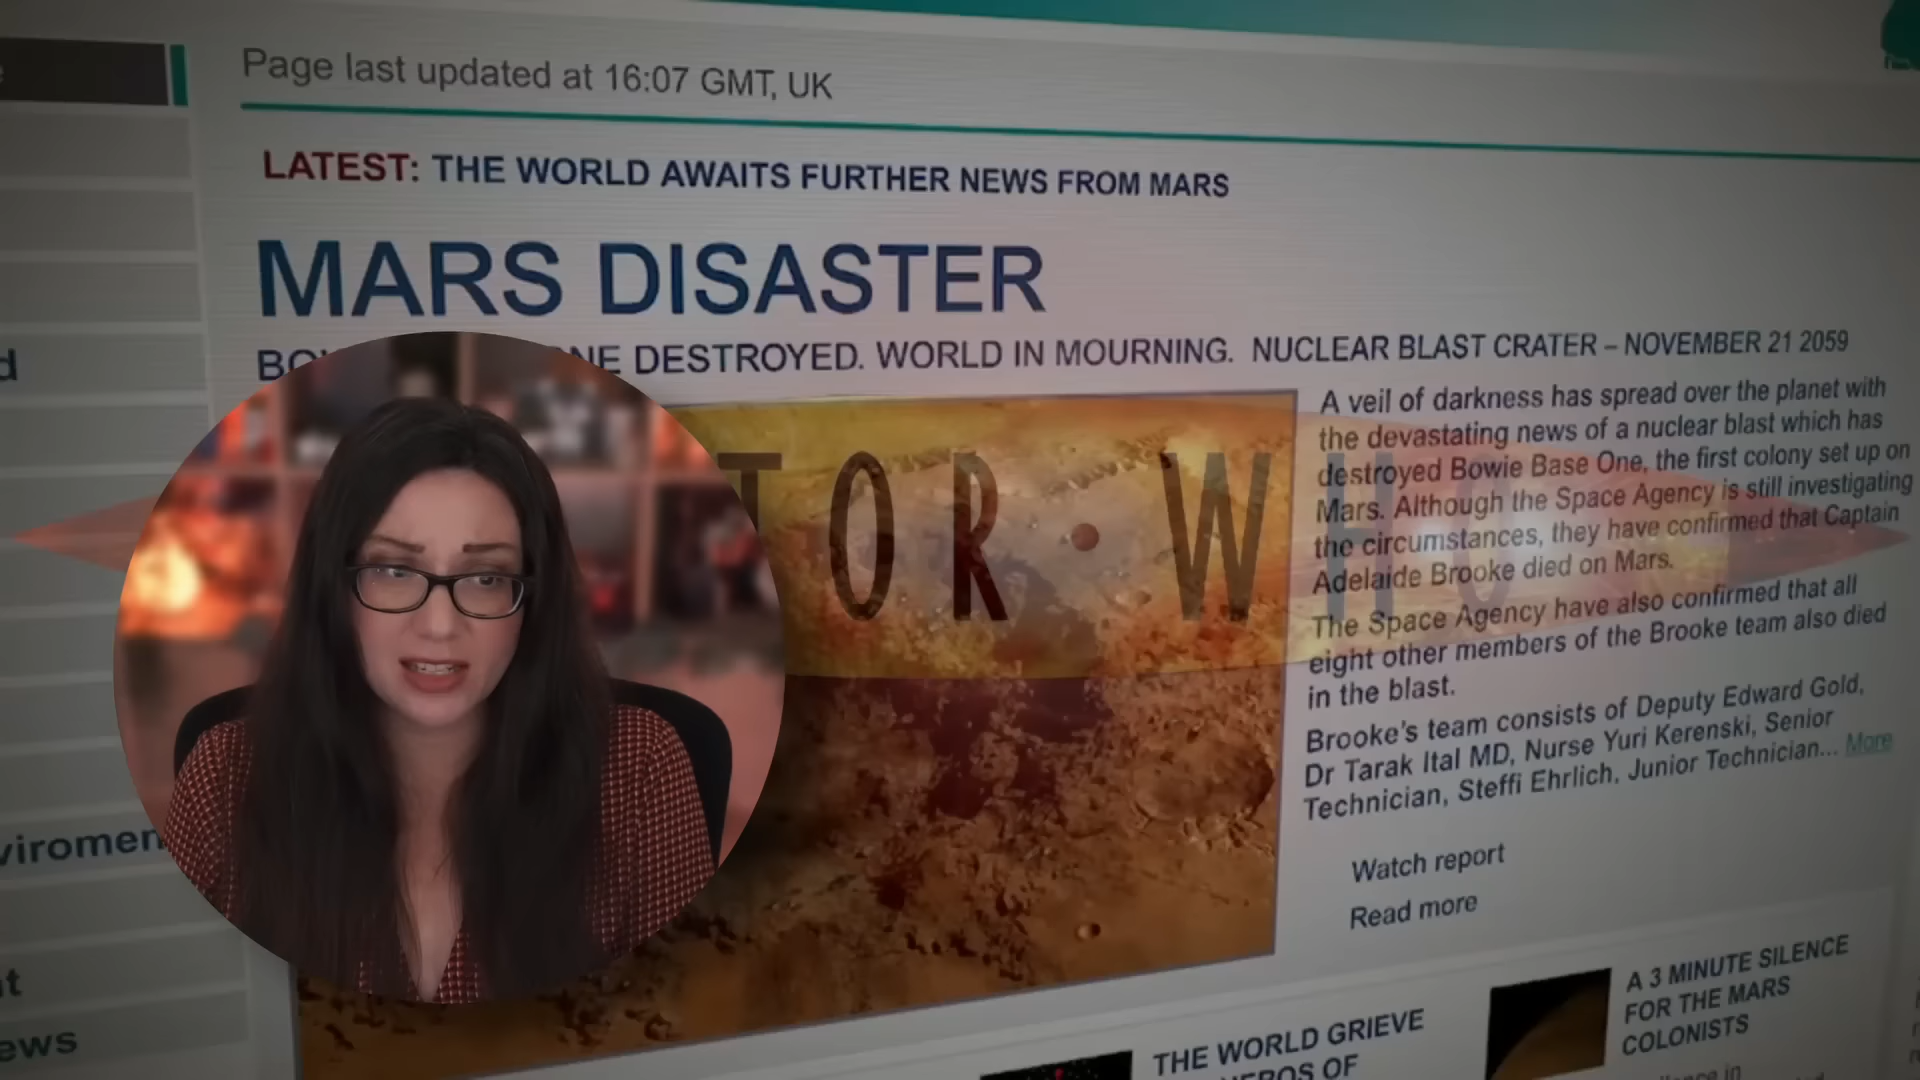 Page last updated at 16:07 GMT, UK
LATEST: THE WORLD AWAITS FURTHER NEWS FROM MARS
MARS DISASTER
DESTROYED. WORLD IN MOURNING. NUCLEAR BLAST CRATER – NOVEMBER 21 2059
A veil of darkness has spread over the planet with
the devastating news of a nuclear blast which has
destroyed Bowie Base One, the first colony set up on
Mars. Although the Space Agency is still investigating
the circumstances, they have confirmed that Captain
Adelaide Brooke died on Mars.
The Space Agency have also confirmed that all
eight other members of the Brooke team also died
in the blast.
Brooke's team consists of Deputy Edward Gold,
Dr Tarak Ital MD, Nurse Yuri Kerenski, Senior
Technician, Steffi Ehrlich, Junior Technician... More
TOR • WHO
Watch report
Read more
THE WORLD GRIEVE
OF
A 3 MINUTE SILENCE
FOR THE MARS
COLONISTS